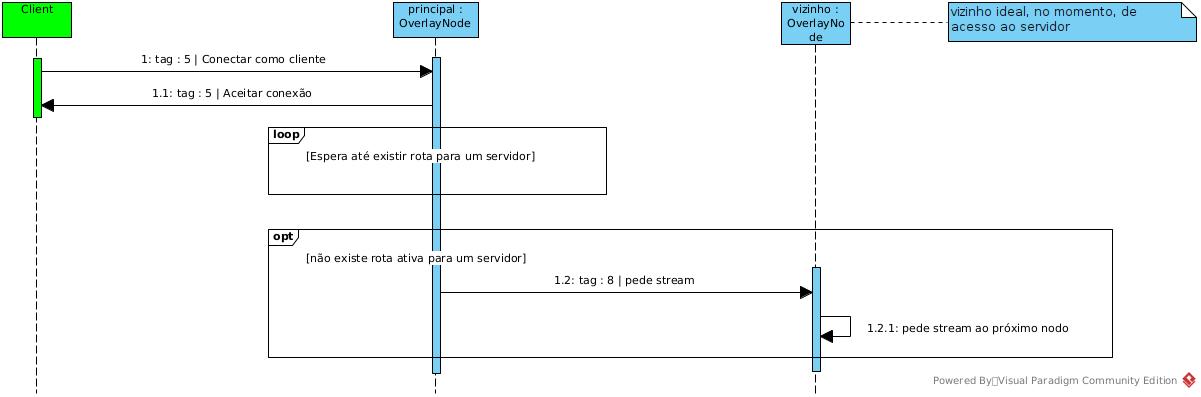 Client
principal :
OverlayNode
vizinho :
OverlayNo
de
vizinho ideal, no momento, de
acesso ao servidor
1: tag : 5 | Conectar como cliente
1.1: tag : 5 | Aceitar conexão
loop
[Espera até existir rota para um servidor]
opt
[não existe rota ativa para um servidor]
1.2: tag : 8 | pede stream
1.2.1: pede stream ao próximo nodo
Powered By Visual Paradigm Community Edition